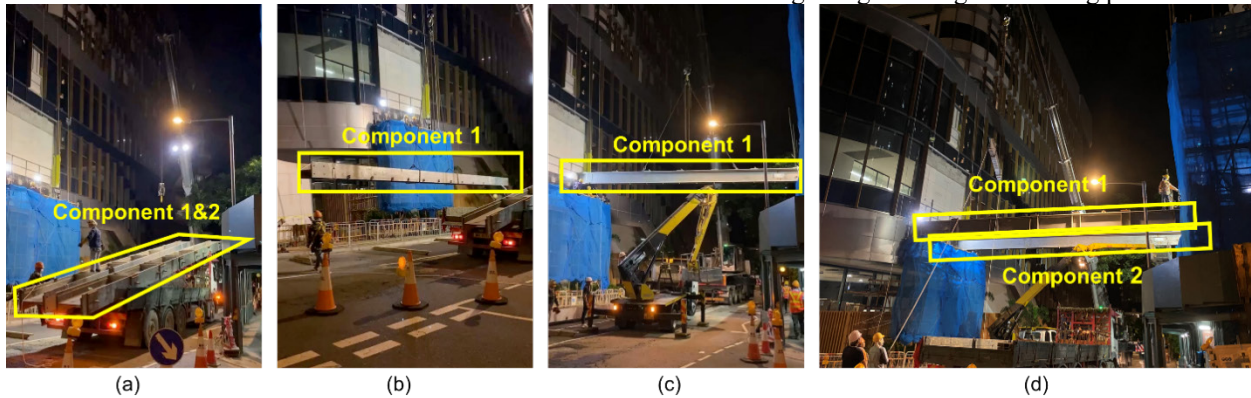 Component 1&2
Component 1
Component 1
Component 1
Component 2
(a)
(b)
(c)
(d)